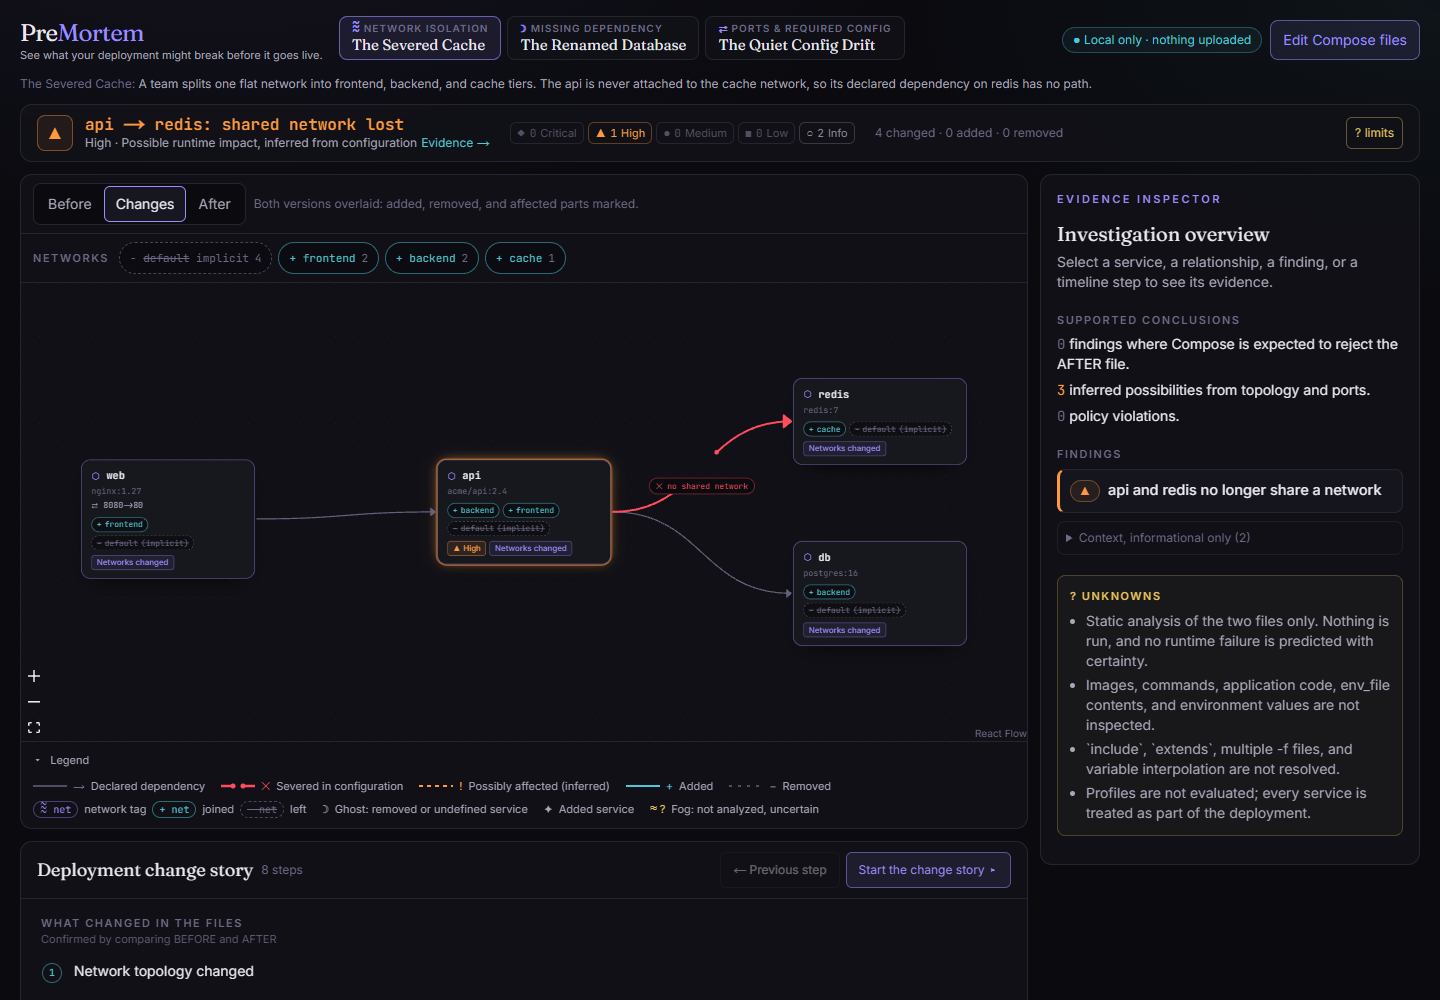 PreMortem
See what your deployment might break before it goes live.
NETWORK ISOLATION
The Severed Cache
MISSING DEPENDENCY
The Renamed Database
PORTS & REQUIRED CONFIG
The Quiet Config Drift
Local only · nothing uploaded
Edit Compose files
The Severed Cache: A team splits one flat network into frontend, backend, and cache tiers. The api is never attached to the cache network, so its declared dependency on redis has no path.
api → redis: shared network lost
High · Possible runtime impact, inferred from configuration Evidence →
0 Critical
1 High
0 Medium
0 Low
2 Info
4 changed · 0 added · 0 removed
? limits
Before
Changes
After
Both versions overlaid: added, removed, and affected parts marked.
NETWORKS
- default implicit 4
+ frontend 2
+ backend 2
+ cache 1
web
nginx:1.27
⇄ 8080→80
+ frontend
− default (implicit)
Networks changed
api
acme/api:2.4
+ backend
+ frontend
− default (implicit)
▲ High
Networks changed
× no shared network
redis
redis:7
+ cache
− default (implicit)
Networks changed
db
postgres:16
+ backend
− default (implicit)
Networks changed
React Flow
Legend
→ Declared dependency
× Severed in configuration
! Possibly affected (inferred)
+ Added
− Removed
net network tag
+ net joined
− net left
Ghost: removed or undefined service
Added service
≈? Fog: not analyzed, uncertain
Deployment change story 8 steps
← Previous step
Start the change story
WHAT CHANGED IN THE FILES
Confirmed by comparing BEFORE and AFTER
1 Network topology changed
EVIDENCE INSPECTOR
Investigation overview
Select a service, a relationship, a finding, or a
timeline step to see its evidence.
SUPPORTED CONCLUSIONS
0 findings where Compose is expected to reject the
AFTER file.
3 inferred possibilities from topology and ports.
0 policy violations.
FINDINGS
▲ api and redis no longer share a network
Context, informational only (2)
? UNKNOWNS
• Static analysis of the two files only. Nothing is
run, and no runtime failure is predicted with
certainty.
• Images, commands, application code, env_file
contents, and environment values are not
inspected.
• `include`, `extends`, multiple -f files, and
variable interpolation are not resolved.
• Profiles are not evaluated; every service is
treated as part of the deployment.